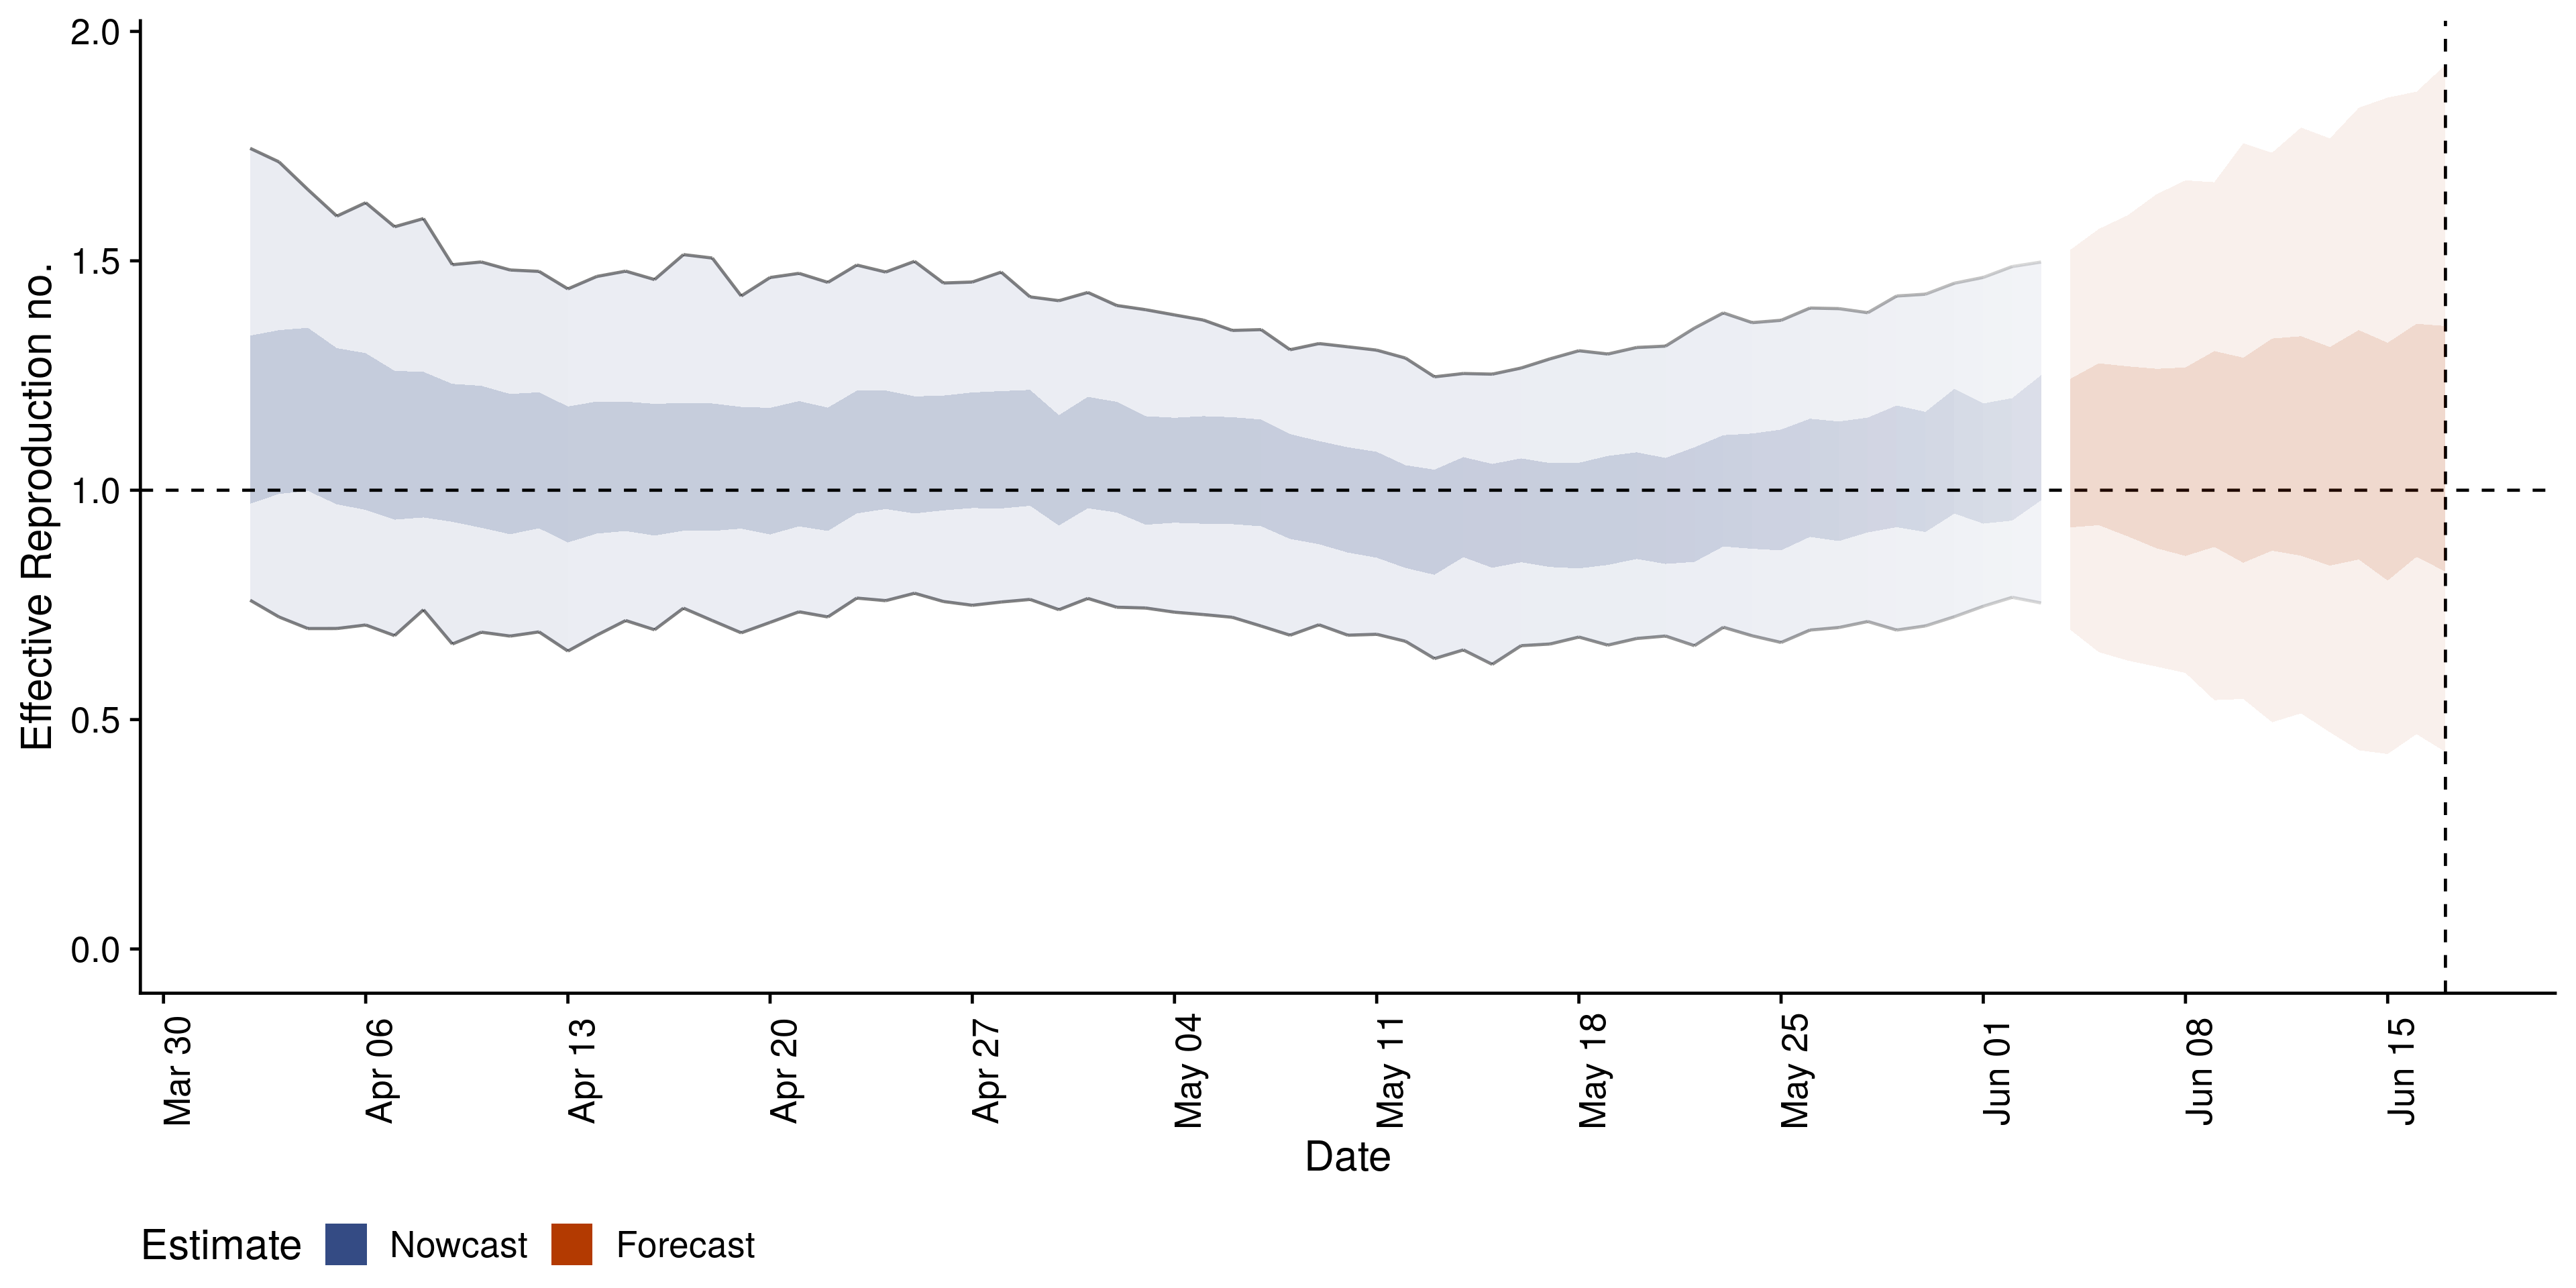 Effective Reproduction no.
2.0
1.5
1.0
0.5
0.0
Mar 30
Apr 06
Apr 13
Apr 20
Apr 27
May 04
May 11
May 18
May 25
Jun 01
Jun 08
Jun 15
Date
Estimate Nowcast Forecast